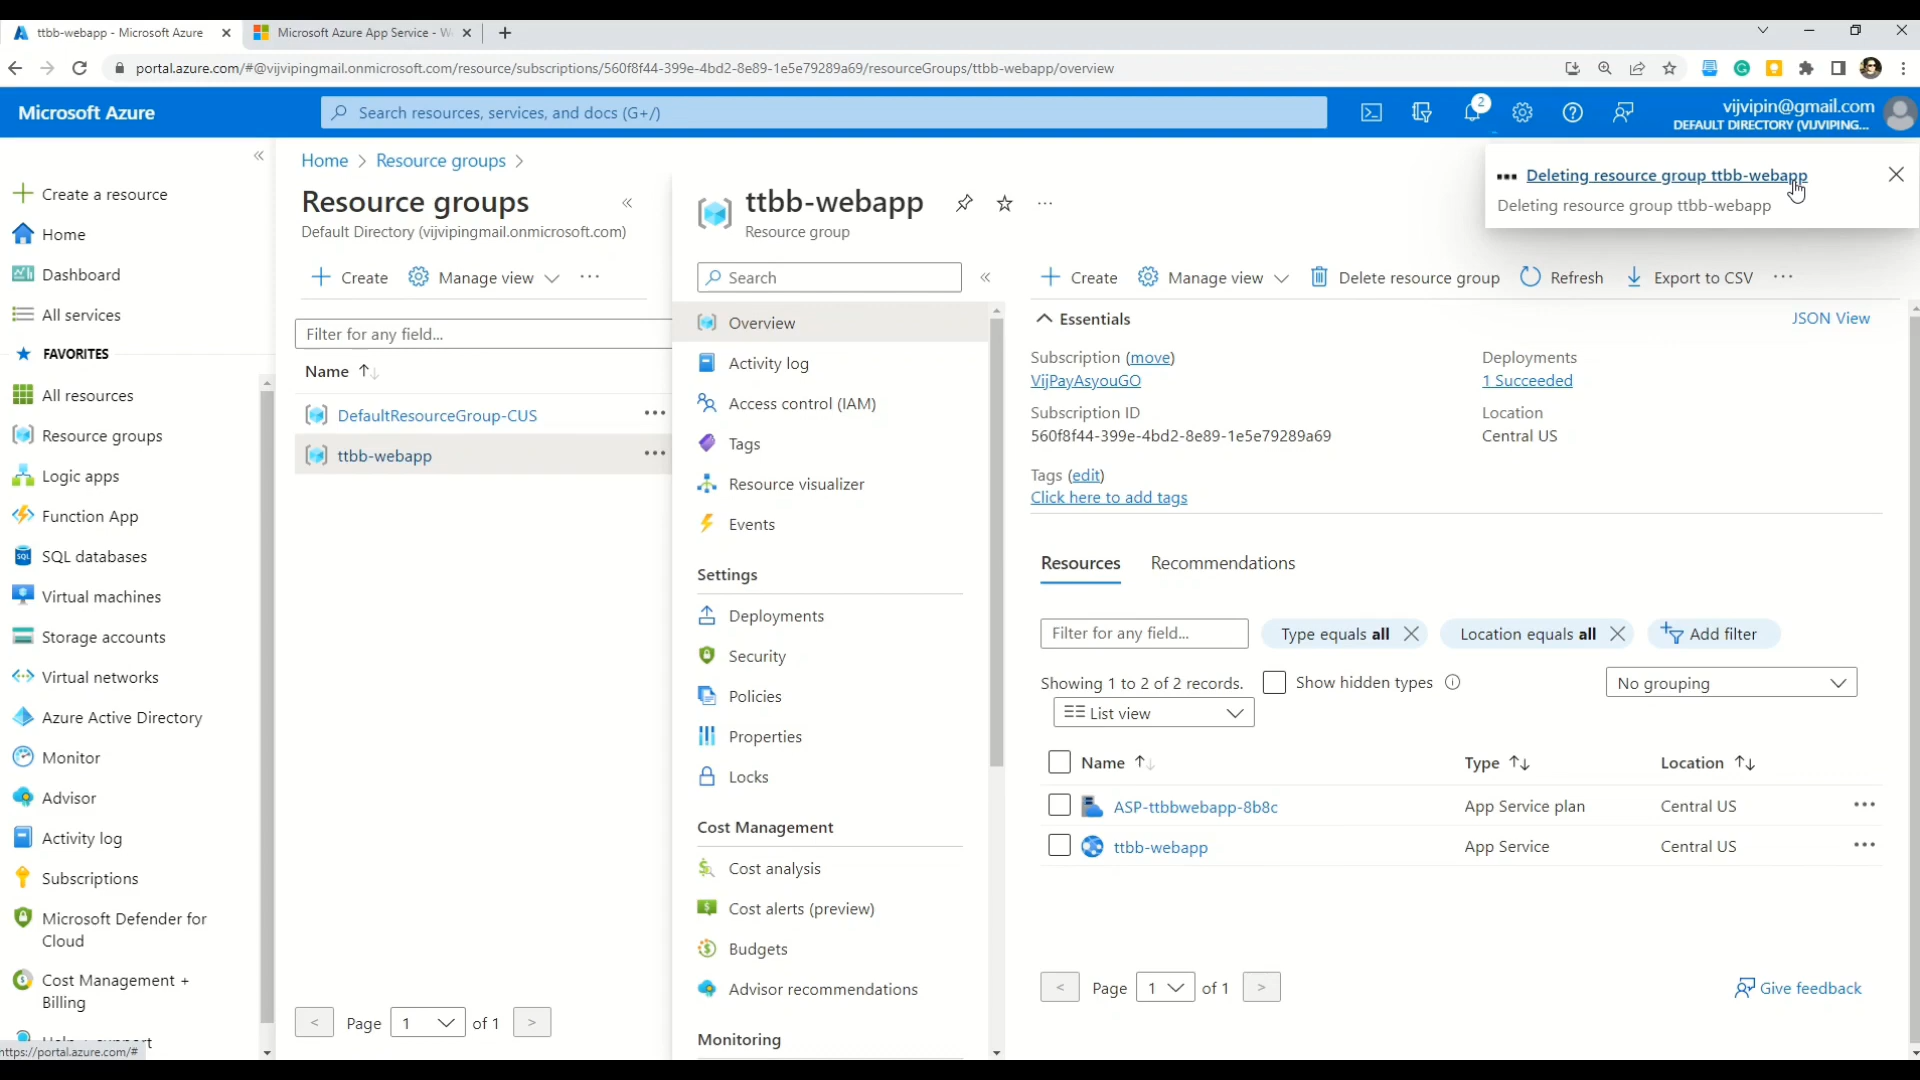 ttbb-webapp - Microsoft Azure
Microsoft Azure App Service - W
portal.azure.com/#@vijvipingmail.onmicrosoft.com/resource/subscriptions/560f8f44-399e-4bd2-8e89-1e5e79289a69/resourceGroups/ttbb-webapp/overview
Microsoft Azure
Search resources, services, and docs (G+/)
2
vijvipin@gmail.com
DEFAULT DIRECTORY (VIJVIPING...
Deleting resource group ttbb-webapp
Deleting resource group ttbb-webapp
Create a resource
Home
Dashboard
All services
FAVORITES
All resources
Resource groups
Logic apps
Function App
SQL databases
Virtual machines
Storage accounts
Virtual networks
Azure Active Directory
Monitor
Advisor
Activity log
Subscriptions
Microsoft Defender for
Cloud
Cost Management +
Billing
https://portal.azure.com/#
Home > Resource groups >
Resource groups
Default Directory (vijvipingmail.onmicrosoft.com)
Create
Manage view
Filter for any field...
Name
DefaultResourceGroup-CUS
ttbb-webapp
< Page 1 of 1 >
ttbb-webapp
Resource group
Search
Overview
Activity log
Access control (IAM)
Tags
Resource visualizer
Events
Settings
Deployments
Security
Policies
Properties
Locks
Cost Management
Cost analysis
Cost alerts (preview)
Budgets
Advisor recommendations
Monitoring
Create
Manage view
Delete resource group
Refresh
Export to CSV
Essentials
JSON View
Subscription (move)
VijPayAsyouGO
Subscription ID
560f8f44-399e-4bd2-8e89-1e5e79289a69
Deployments
1 Succeeded
Location
Central US
Tags (edit)
Click here to add tags
Resources
Recommendations
Filter for any field...
Type equals all
Location equals all
Add filter
Showing 1 to 2 of 2 records.
Show hidden types
No grouping
List view
Name
Type
Location
ASP-ttbbwebapp-8b8c
App Service plan
Central US
ttbb-webapp
App Service
Central US
< Page 1 of 1 >
Give feedback